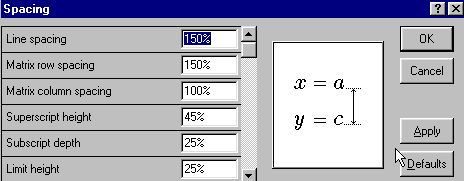 Spacing
Line spacing 150%
Matrix row spacing 150%
Matrix column spacing 100%
Superscript height 45%
Subscript depth 25%
Limit height 25%
x = a
y = c
OK
Cancel
Apply
Defaults